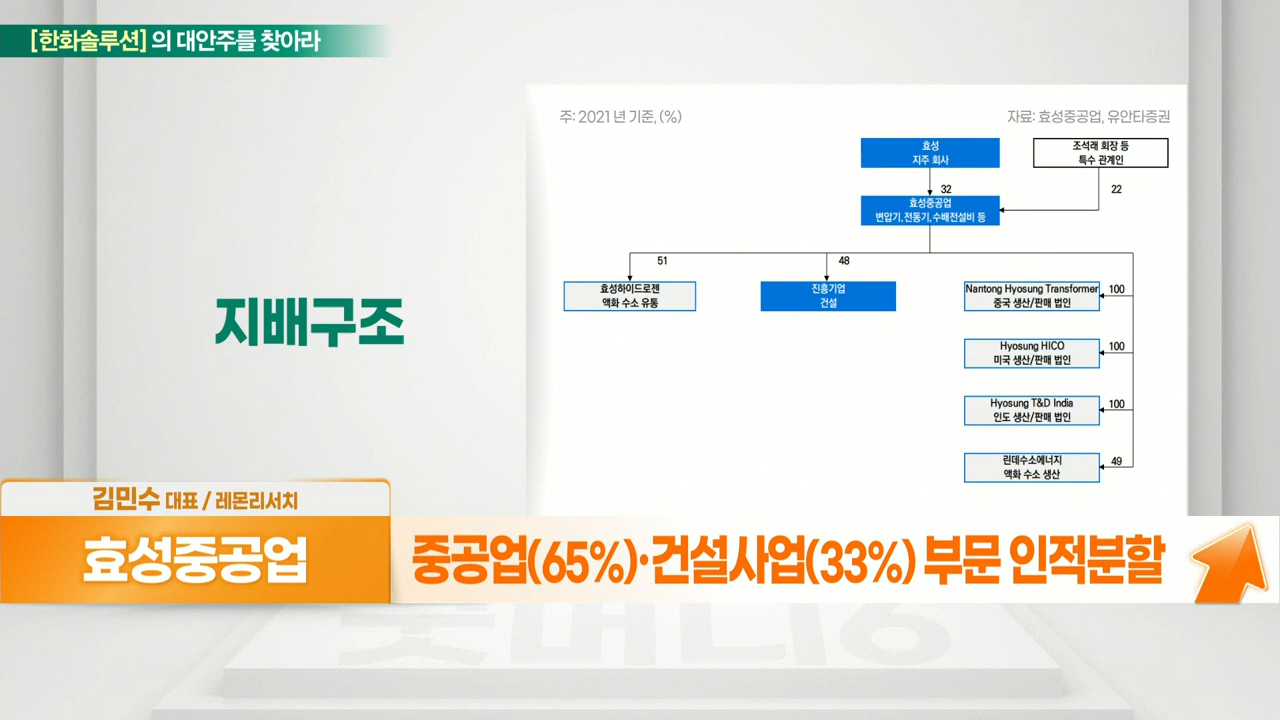 [한화솔루션] 의 대안주를 찾아라
주: 2021년 기준, (%)
자료: 효성중공업, 유안타증권
효성
지주 회사
조석래 회장 등
특수 관계인
32
22
효성중공업
변압기, 전동기, 수배전설비 등
51
48
효성하이드로젠
액화 수소 유통
진흥기업
건설
Nantong Hyosung Transformer
중국 생산/판매 법인
100
Hyosung HICO
미국 생산/판매 법인
100
Hyosung T&D India
인도 생산/판매 법인
100
린데수소에너지
액화 수소 생산
49
지배구조
김민수 대표 / 레몬리서치
효성중공업
중공업(65%)·건설사업(33%) 부문 인적분할
굿머니6